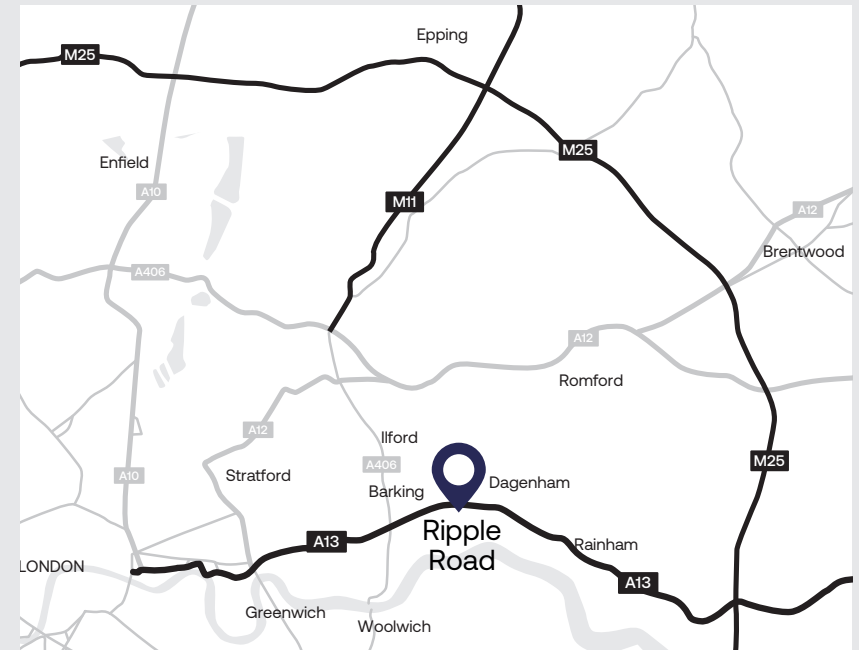 Epping
M25
M25
Enfield
A10
M11
A12
Brentwood
A406
A12
Romford
A12
Ilford
A406
M25
A10
Stratford
Barking
Dagenham
Ripple
Road
A13
Rainham
LONDON
A13
Greenwich
Woolwich